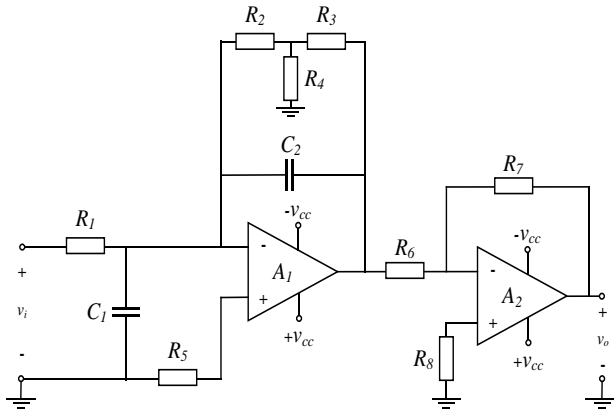 R2 R3
R4
C2
R7
R1
-vcc
-vcc
-
A1
R6
-
A2
+
vi
C1
+
+
+
vo
+vcc
R5
+vcc
R8
-
-